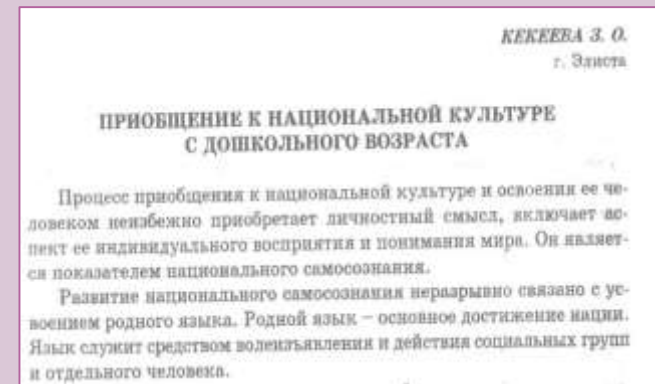 КЕКЕЕВА З. О.
г. Элиста
ПРИОБЩЕНИЕ К НАЦИОНАЛЬНОЙ КУЛЬТУРЕ
С ДОШКОЛЬНОГО ВОЗРАСТА
Процесс приобщения к национальной культуре и освоения ее че-
ловеком неизбежно приобретает личностный смысл, включает ас-
пект ее индивидуального восприятия и понимания мира. Он являет-
ся показателем национального самосознания.
Развитие национального самосознания неразрывно связано с ус-
воением родного языка. Родной язык – основное достижение нации.
Язык служит средством волеизъявления и действия социальных групп
и отдельного человека.